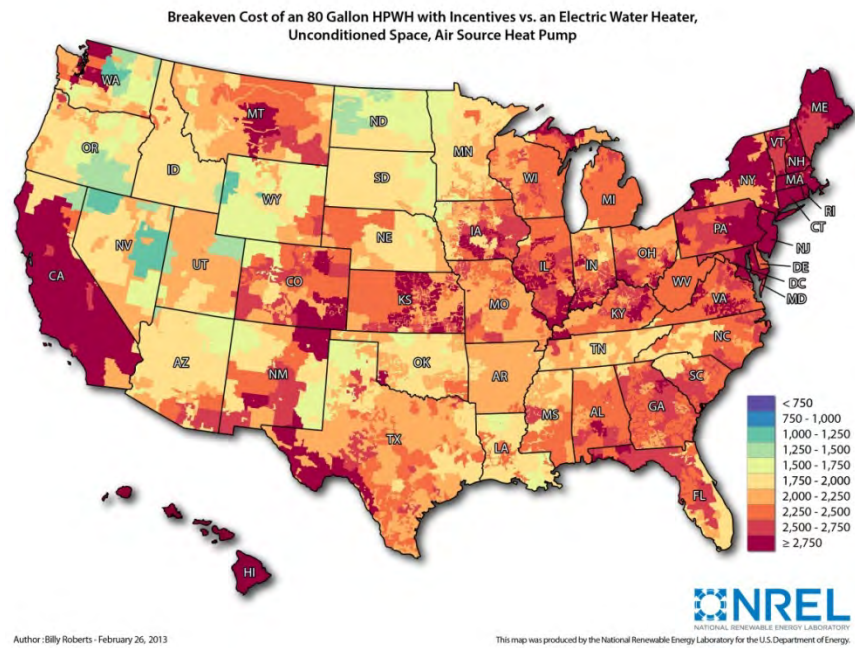 Breakeven Cost of an 80 Gallon HPWH with Incentives vs. an Electric Water Heater,
Unconditioned Space, Air Source Heat Pump
WA
MT
ND
ME
OR
ID
MN
VT
NH
WY
SD
WI
NY
MA
MI
RI
CT
NV
NE
IA
PA
NJ
UT
OH
DE
CA
CO
IL
IN
DC
KS
WV
MD
MO
KY
VA
AZ
NM
OK
TN
NC
AR
SC
TX
MS
AL
GA
LA
FL
HI
< 750
750 - 1,000
1,000 - 1,250
1,250 - 1,500
1,500 - 1,750
1,750 - 2,000
2,000 - 2,250
2,250 - 2,500
2,500 - 2,750
≥ 2,750
NREL
NATIONAL RENEWABLE ENERGY LABORATORY
Author : Billy Roberts - February 26, 2013
This map was produced by the National Renewable Energy Laboratory for the U.S. Department of Energy.